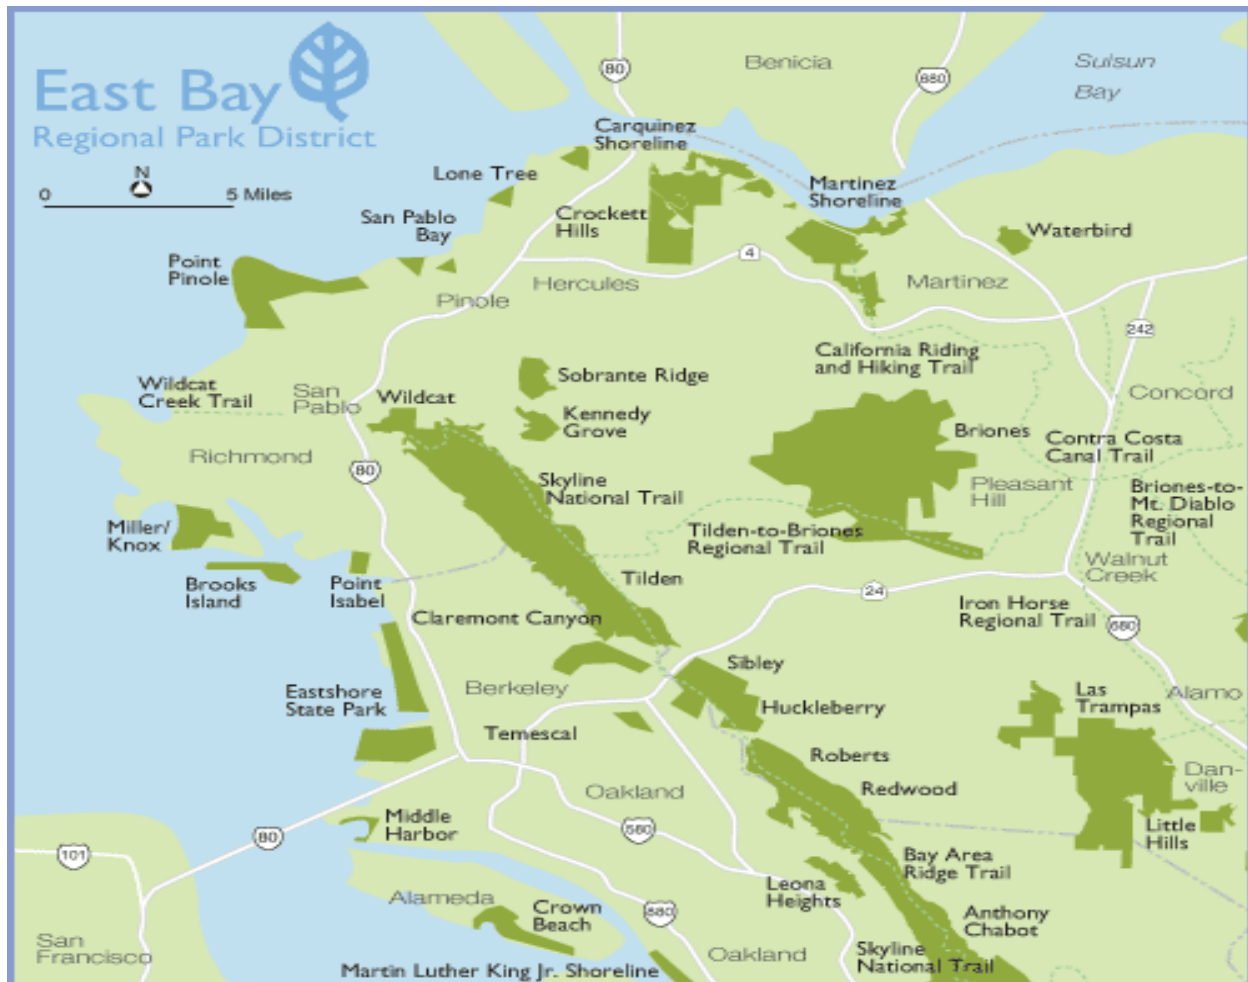 East Bay
Regional Park District
N
0 5 Miles
80
Benicia
680
Suisun
Bay
Carquinez
Shoreline
Lone Tree
Martinez
Shoreline
San Pablo
Bay
Crockett
Hills
Waterbird
Point
Pinole
4
Hercules
Martinez
Pinole
242
California Riding
and Hiking Trail
Sobrante Ridge
Wildcat
Creek Trail
San
Pablo
Wildcat
Concord
Kennedy
Grove
Briones
Contra Costa
Canal Trail
Richmond
80
Skyline
National Trail
Pleasant
Hill
Briones-to-
Mt. Diablo
Regional
Trail
Miller/
Knox
Tilden-to-Briones
Regional Trail
Brooks
Island
Point
Isabel
Tilden
Walnut
Creek
24
Claremont Canyon
Iron Horse
Regional Trail
680
Sibley
Berkeley
Eastshore
State Park
Las
Trampas
Alamo
Huckleberry
Temescal
Roberts
Redwood
Dan-
ville
Oakland
Middle
Harbor
80
580
Little
Hills
101
Bay Area
Ridge Trail
Leona
Heights
Alameda
Crown
Beach
880
Anthony
Chabot
San
Francisco
Oakland
Skyline
National Trail
Martin Luther King Jr. Shoreline